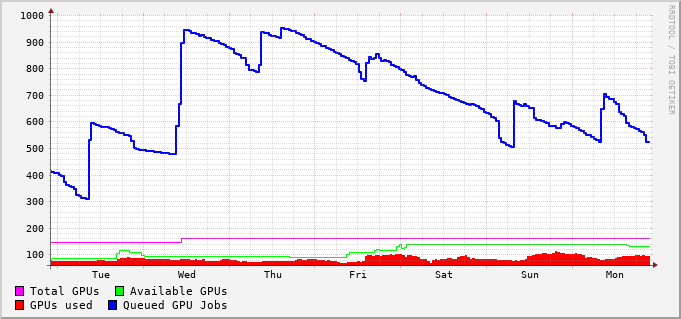 1000
900
800
700
600
500
400
300
200
100
Tue Wed Thu Fri Sat Sun Mon
Total GPUs Available GPUs
GPUs used Queued GPU Jobs
RRDTOOL / TOBI OETIKER